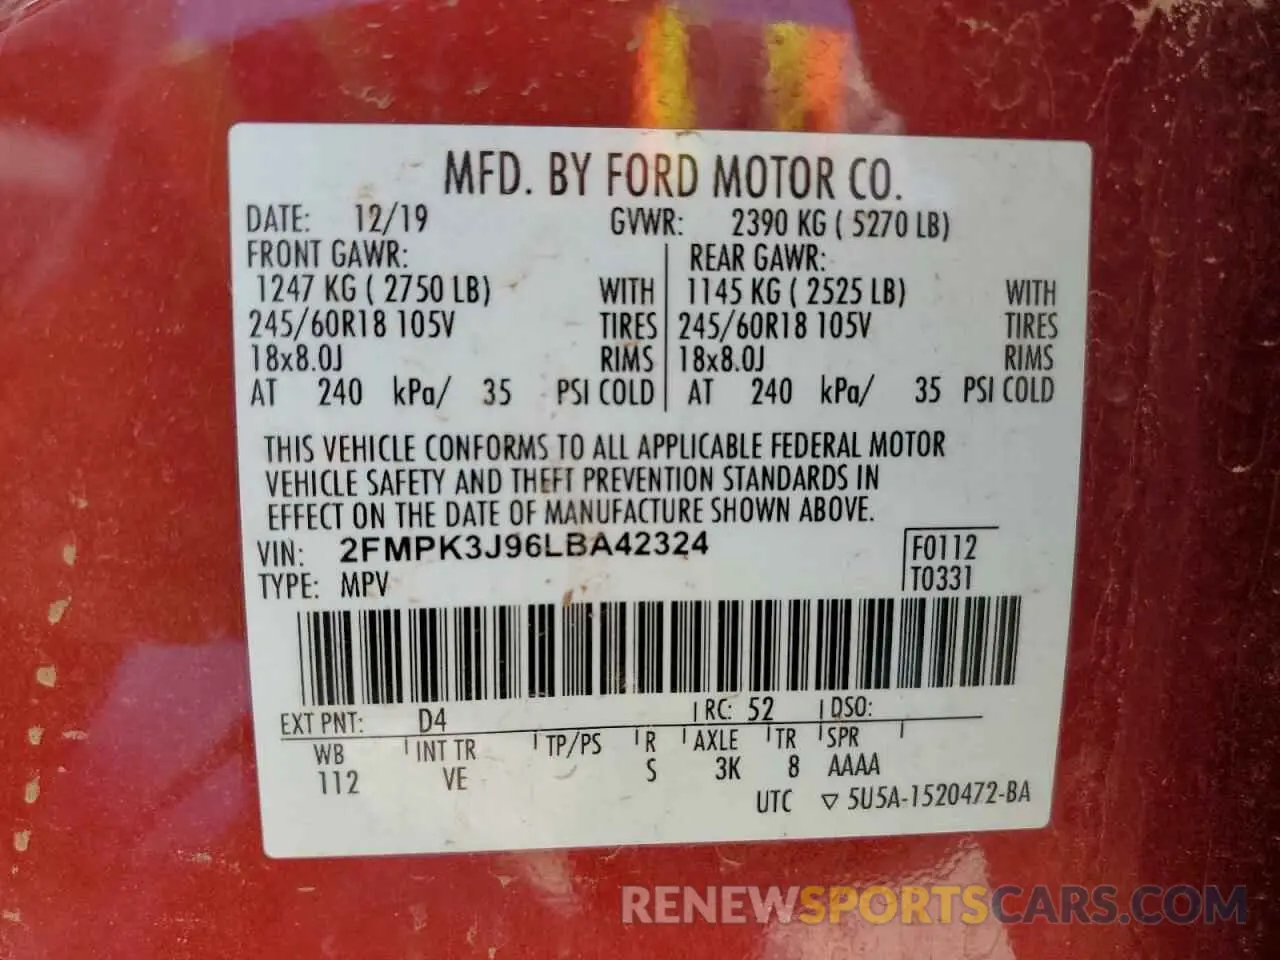 MFD. BY FORD MOTOR CO.
DATE: 12/19 GVWR: 2390 KG ( 5270 LB)
FRONT GAWR: REAR GAWR:
1247 KG ( 2750 LB) WITH 1145 KG ( 2525 LB) WITH
245/60R18 105V TIRES 245/60R18 105V TIRES
18x8.0J RIMS 18x8.0J RIMS
AT 240 kPa/ 35 PSI COLD AT 240 kPa/ 35 PSI COLD
THIS VEHICLE CONFORMS TO ALL APPLICABLE FEDERAL MOTOR
VEHICLE SAFETY AND THEFT PREVENTION STANDARDS IN
EFFECT ON THE DATE OF MANUFACTURE SHOWN ABOVE.
VIN: 2FMPK3J96LBA42324 F0112
TYPE: MPV T0331
EXT PNT: D4 RC: 52 DSO:
WB INT TR TP/PS R AXLE TR SPR
112 VE S 3K 8 AAAA
UTC ▽ 5U5A-1520472-BA
RENEWSPORTSCARS.COM